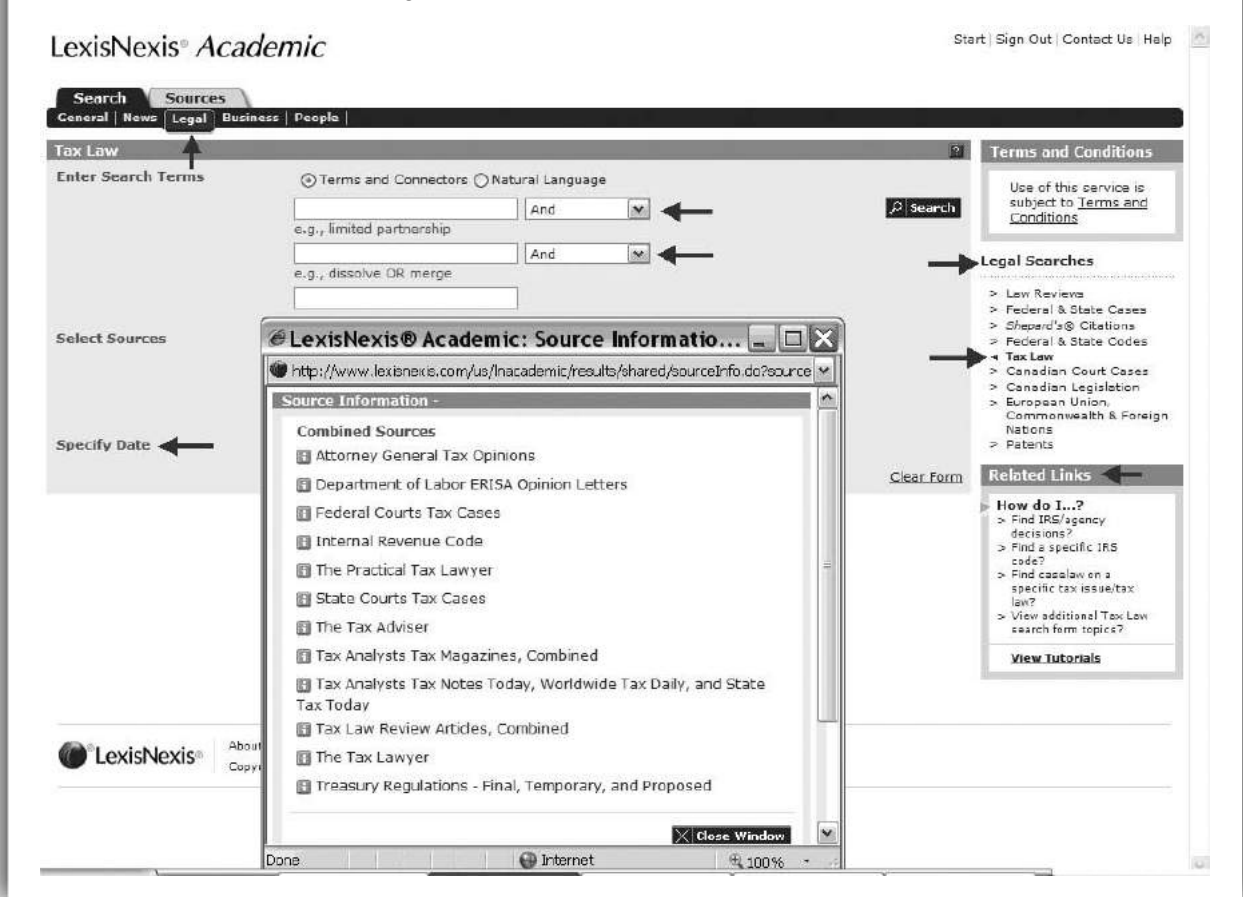 LexisNexis® Academic
Start | Sign Out | Contact Us | Help
Search
Sources
General | News
Legal
Business | People |
Tax Law
?
Enter Search Terms
Terms and Connectors
Natural Language
And
Search
e.g., limited partnership
And
e.g., dissolve OR merge
Select Sources
Specify Date
Clear Form
LexisNexis® Academic: Source Informatio...
http://www.lexisnexis.com/us/lnacademic/results/shared/sourceInfo.do?source
Source Information -
Combined Sources
Attorney General Tax Opinions
Department of Labor ERISA Opinion Letters
Federal Courts Tax Cases
Internal Revenue Code
The Practical Tax Lawyer
State Courts Tax Cases
The Tax Adviser
Tax Analysts Tax Magazines, Combined
Tax Analysts Tax Notes Today, Worldwide Tax Daily, and State
Tax Today
Tax Law Review Articles, Combined
The Tax Lawyer
Treasury Regulations - Final, Temporary, and Proposed
Close Window
Done
Internet
100%
Terms and Conditions
Use of this service is
subject to Terms and
Conditions
Legal Searches
> Law Reviews
> Federal & State Cases
> Shepard's® Citations
> Federal & State Codes
Tax Law
> Canadian Court Cases
> Canadian Legislation
> European Union,
Commonwealth & Foreign
Nations
> Patents
Related Links
How do I...?
> Find IRS/agency
decisions?
> Find a specific IRS
code?
> Find caselaw on a
specific tax issue/tax
law?
> View additional Tax Law
search form topics?
View Tutorials
LexisNexis®
About